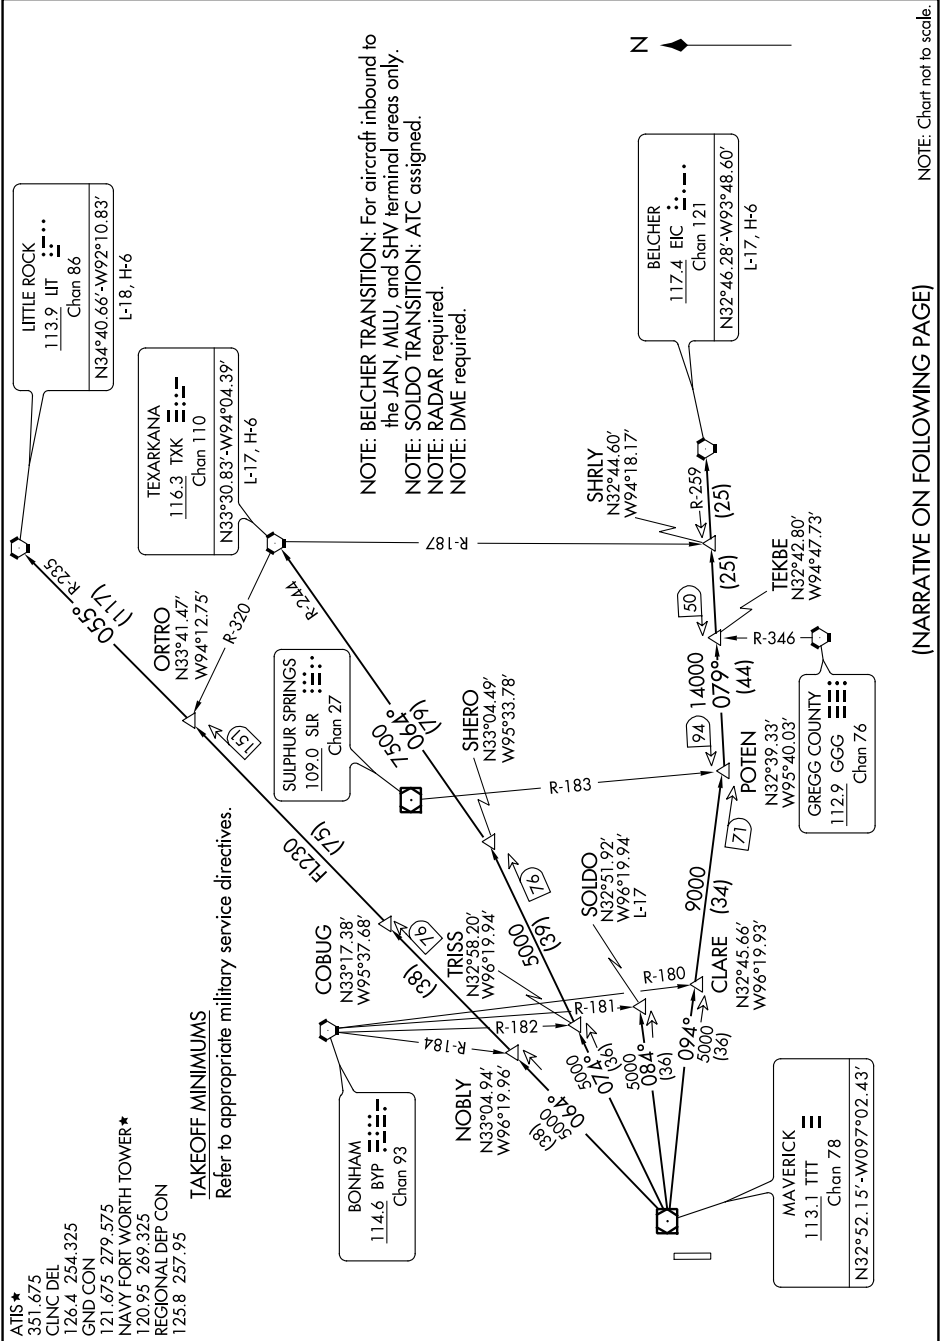 ATIS★
351.675
CLNC DEL
126.4 254.325
GND CON
121.675 279.575
NAVY FORT WORTH TOWER★
120.95 269.325
REGIONAL DEP CON
125.8 257.95
TAKEOFF MINIMUMS
Refer to appropriate military service directives.
LITTLE ROCK
113.9 LIT
Chan 86
N34°40.66'-W92°10.83'
L-18, H-6
TEXARKANA
116.3 TXK
Chan 110
N33°30.83'-W94°04.39'
L-17, H-6
NOTE: BELCHER TRANSITION: For aircraft inbound to
the JAN, MLU, and SHV terminal areas only.
NOTE: SOLDO TRANSITION: ATC assigned.
NOTE: RADAR required.
NOTE: DME required.
N
R-235
055°
(117)
ORTRO
N33°41.47'
W94°12.75'
R-320
151
FL230
(75)
COBUG
N33°17.38'
W95°37.68'
76
(38)
SULPHUR SPRINGS
109.0 SLR
Chan 27
R-244
7500
064°
(79)
SHERO
N33°04.49'
W95°33.78'
76
5000
(39)
R-187
R-183
BONHAM
114.6 BYP
Chan 93
R-184
R-182
R-181
R-180
NOBLY
N33°04.94'
W96°19.96'
TRISS
N32°58.20'
W96°19.94'
SOLDO
N32°51.92'
W96°19.94'
L-17
CLARE
N32°45.66'
W96°19.93'
064°
5000
(38)
5000
074°
(36)
5000
084°
(36)
094°
5000
(36)
9000
(34)
71
94
POTEN
N32°39.33'
W95°40.03'
14000
079°
(44)
50
TEKBE
N32°42.80'
W94°47.73'
R-346
GREGG COUNTY
112.9 GGG
Chan 76
(25)
SHRLY
N32°44.60'
W94°18.17'
R-259
(25)
BELCHER
117.4 EIC
Chan 121
N32°46.28'-W93°48.60'
L-17, H-6
MAVERICK
113.1 TTT
Chan 78
N32°52.15'-W097°02.43'
(NARRATIVE ON FOLLOWING PAGE)
NOTE: Chart not to scale.